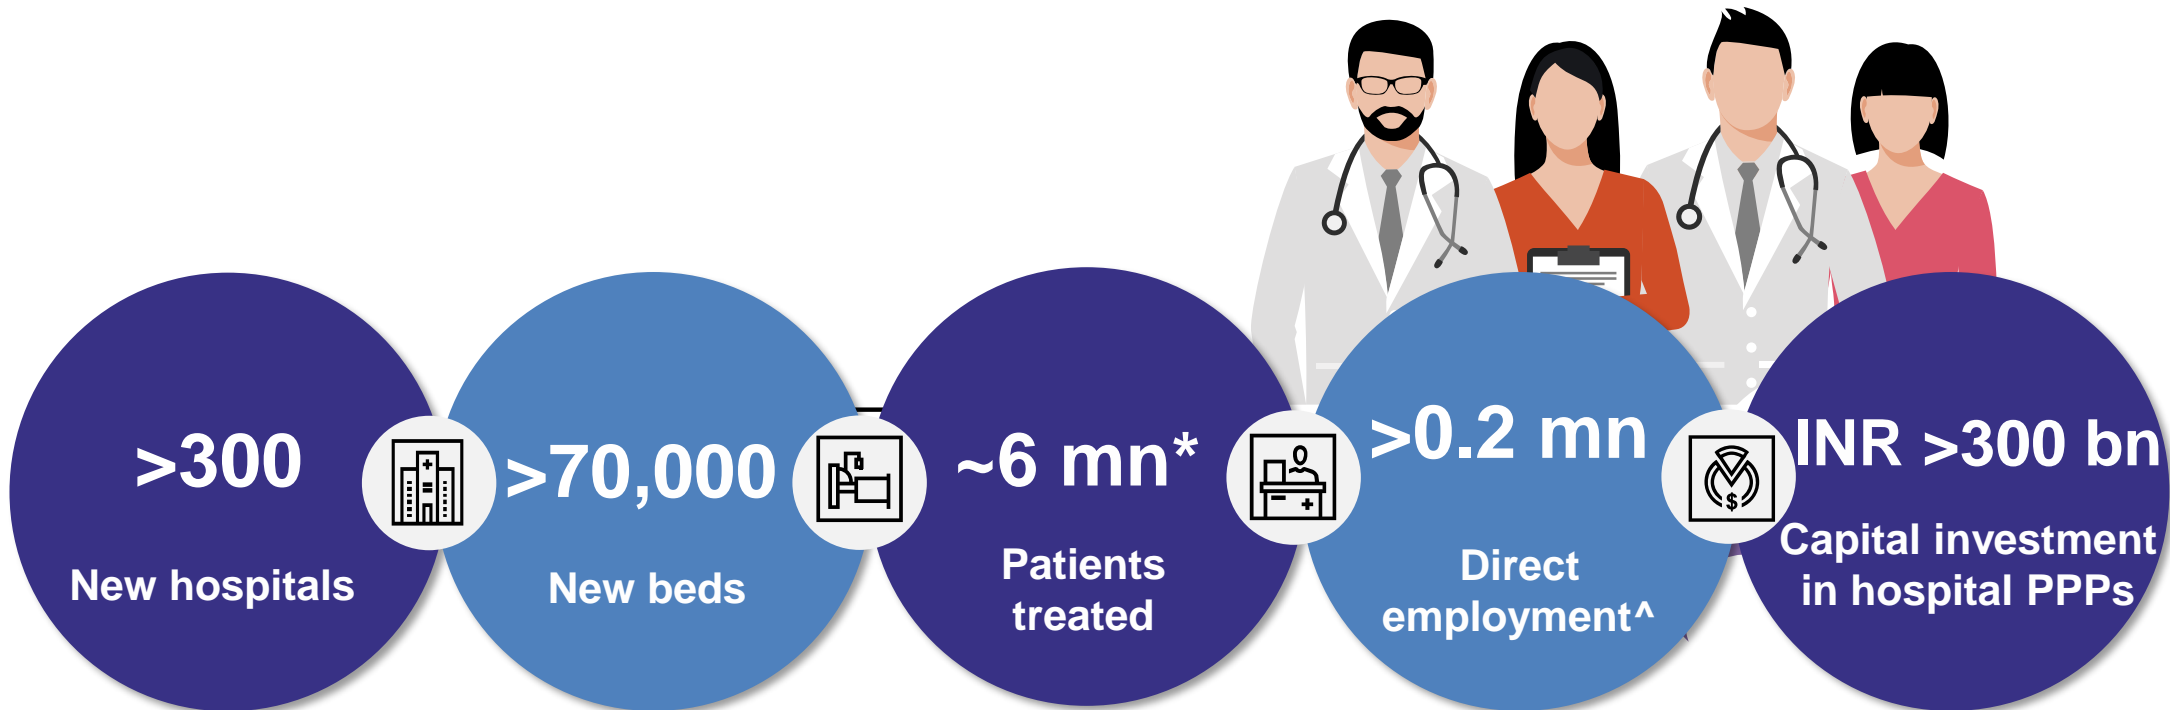 >300
New hospitals
>70,000
New beds
~6 mn*
Patients
treated
>0.2 mn
Direct
employment^
$
INR >300 bn
Capital investment
in hospital PPPs